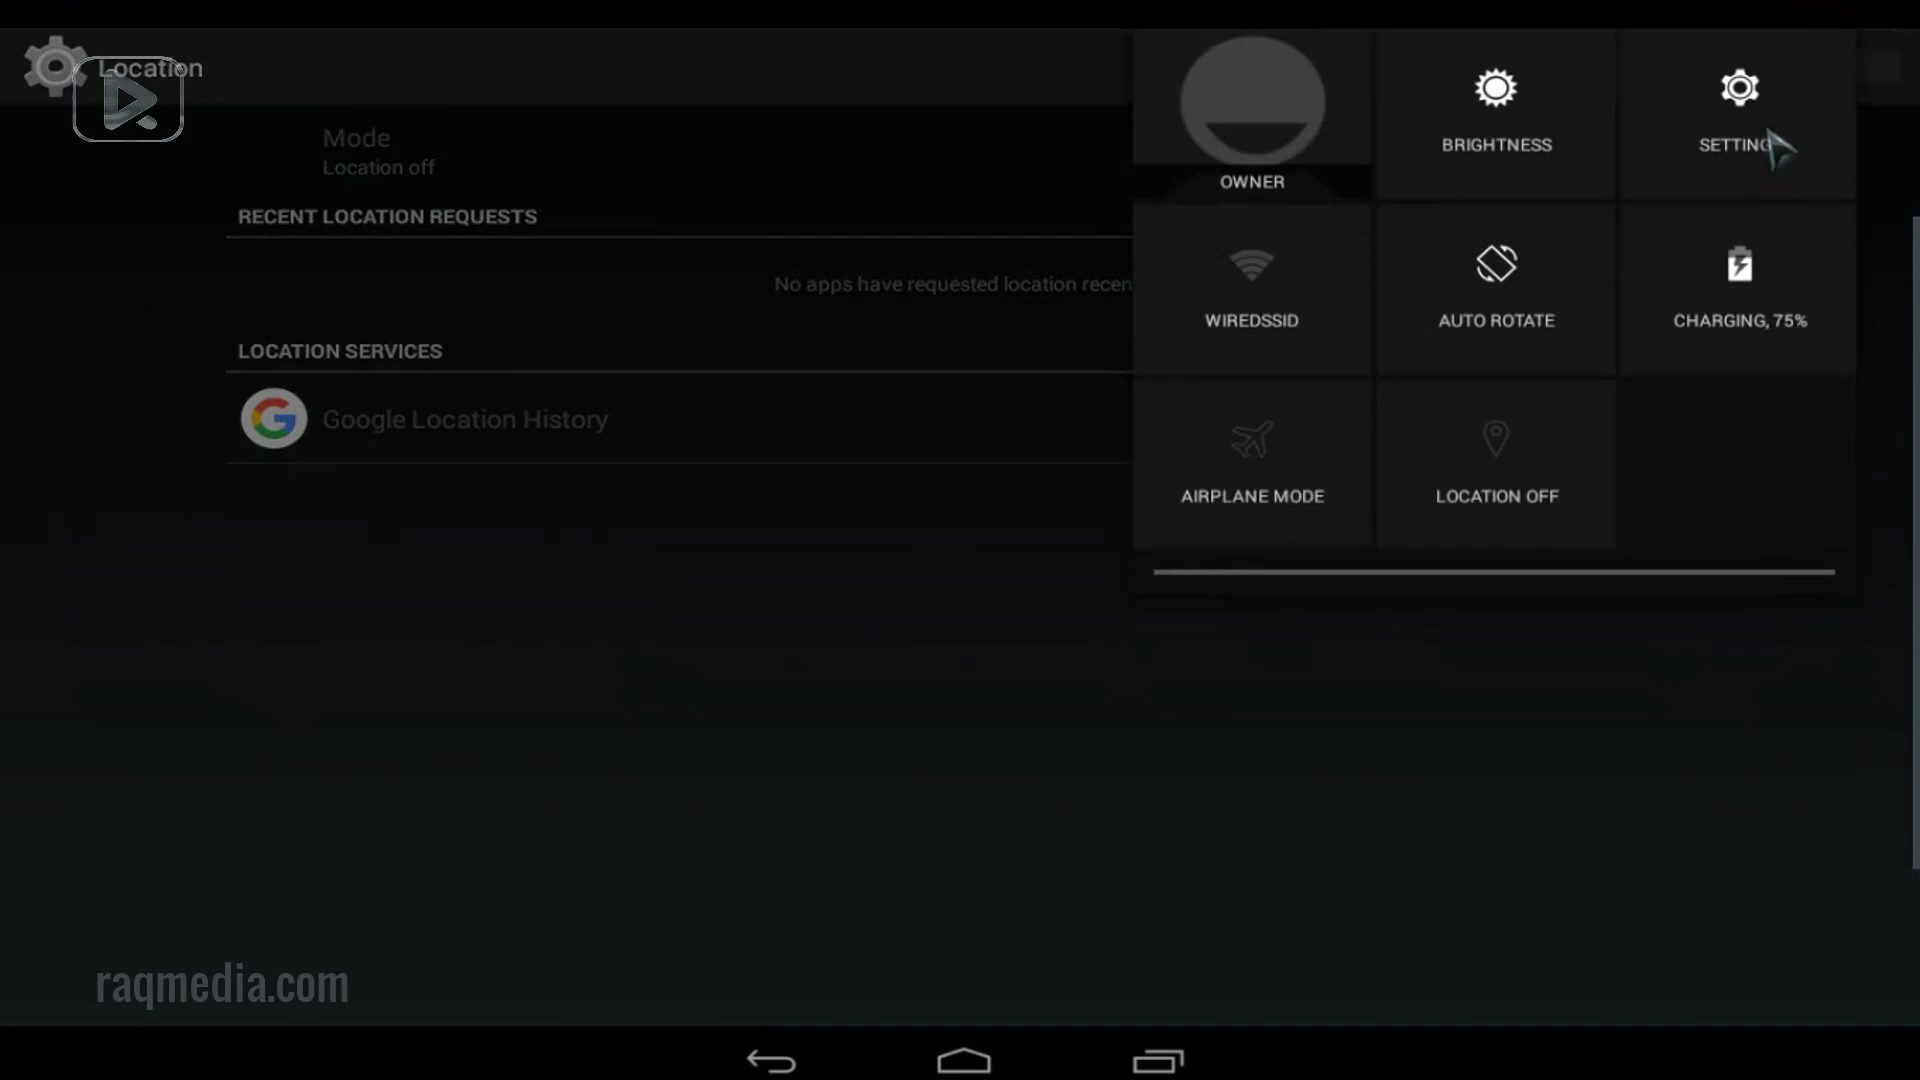 Location
Mode
Location off
RECENT LOCATION REQUESTS
No apps have requested location recen
LOCATION SERVICES
Google Location History
OWNER
BRIGHTNESS
SETTING
WIREDSSID
AUTO ROTATE
CHARGING, 75%
AIRPLANE MODE
LOCATION OFF
raqmedia.com